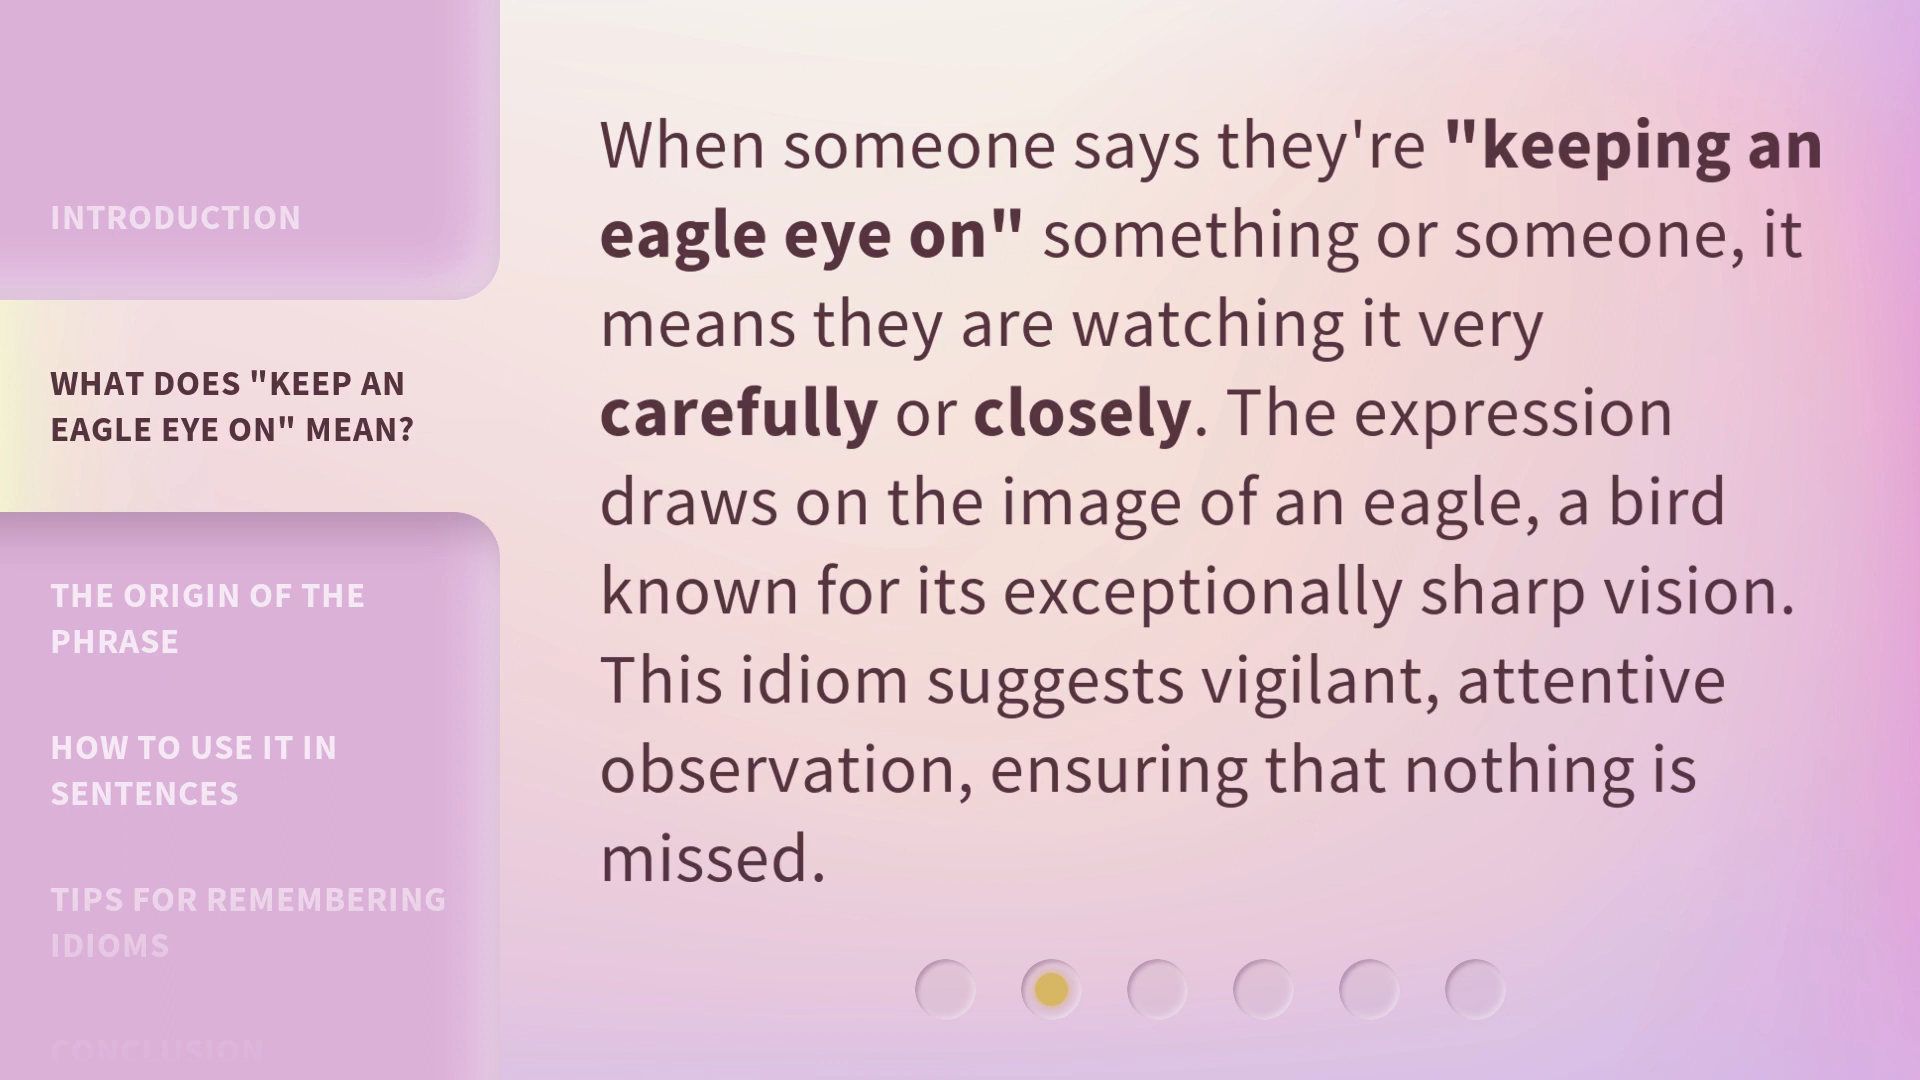 INTRODUCTION
WHAT DOES "KEEP AN
EAGLE EYE ON" MEAN?
THE ORIGIN OF THE
PHRASE
HOW TO USE IT IN
SENTENCES
TIPS FOR REMEMBERING
IDIOMS
CONCLUSION
When someone says they're "keeping an
eagle eye on" something or someone, it
means they are watching it very
carefully or closely. The expression
draws on the image of an eagle, a bird
known for its exceptionally sharp vision.
This idiom suggests vigilant, attentive
observation, ensuring that nothing is
missed.